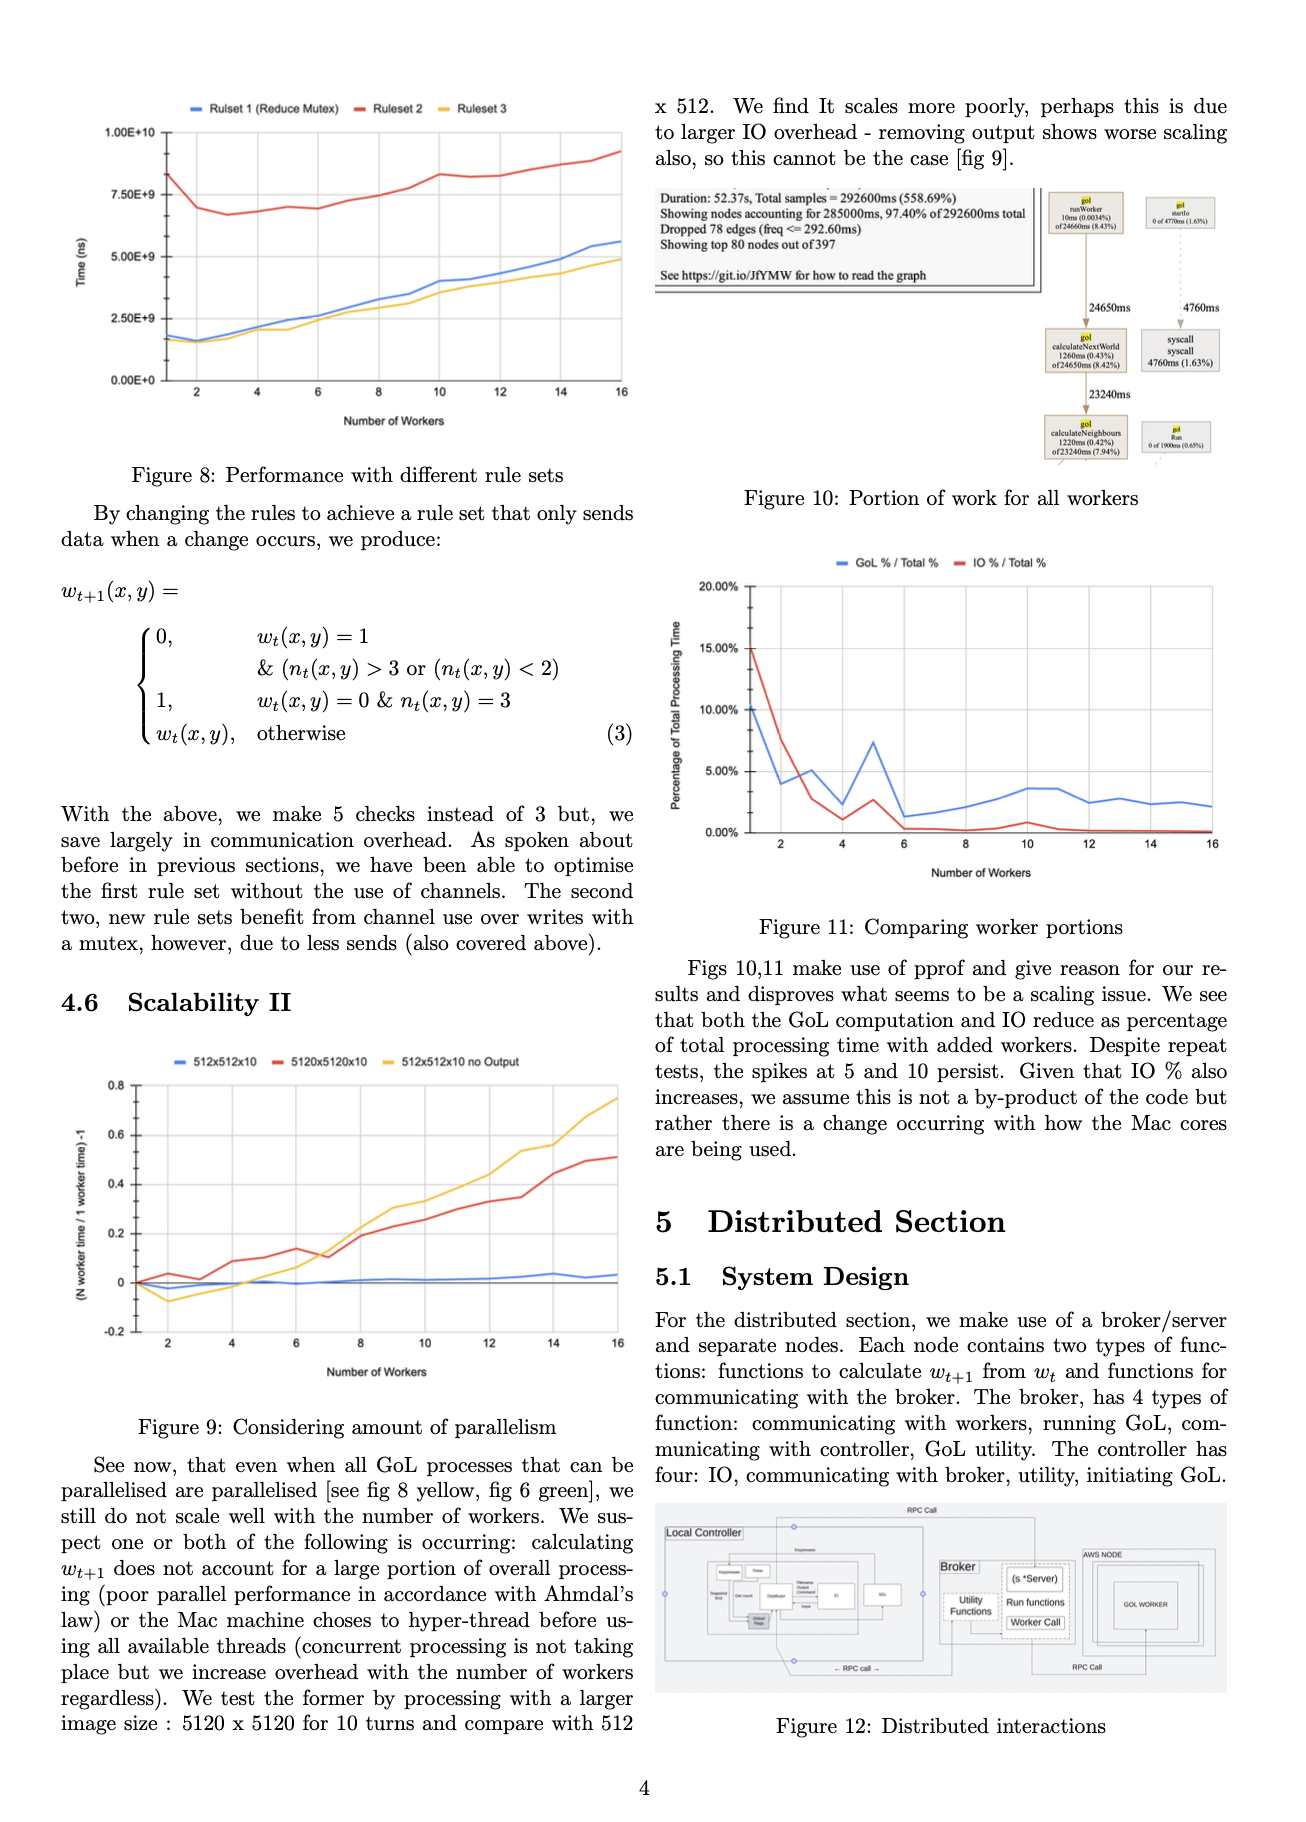 Rulset 1 (Reduce Mutex) Ruleset 2 Ruleset 3
1.00E+10
7.50E+9
5.00E+9
2.50E+9
0.00E+0
Time (ns)
2 4 6 8 10 12 14 16
Number of Workers
Figure 8: Performance with different rule sets
By changing the rules to achieve a rule set that only sends
data when a change occurs, we produce:
wₜ₊₁(x, y) =
0, wₜ(x, y) = 1
& (nₜ(x, y) > 3 or (nₜ(x, y) < 2)
1, wₜ(x, y) = 0 & nₜ(x, y) = 3
wₜ(x, y), otherwise (3)
With the above, we make 5 checks instead of 3 but, we
save largely in communication overhead. As spoken about
before in previous sections, we have been able to optimise
the first rule set without the use of channels. The second
two, new rule sets benefit from channel use over writes with
a mutex, however, due to less sends (also covered above).
4.6 Scalability II
512x512x10 5120x5120x10 512x512x10 no Output
0.8
0.6
0.4
0.2
0
-0.2
(N worker time / 1 worker time) -1
2 4 6 8 10 12 14 16
Number of Workers
Figure 9: Considering amount of parallelism
See now, that even when all GoL processes that can be
parallelised are parallelised [see fig 8 yellow, fig 6 green], we
still do not scale well with the number of workers. We sus-
pect one or both of the following is occurring: calculating
wₜ₊₁ does not account for a large portion of overall process-
ing (poor parallel performance in accordance with Ahmdal's
law) or the Mac machine choses to hyper-thread before us-
ing all available threads (concurrent processing is not taking
place but we increase overhead with the number of workers
regardless). We test the former by processing with a larger
image size : 5120 x 5120 for 10 turns and compare with 512
x 512. We find It scales more poorly, perhaps this is due
to larger IO overhead - removing output shows worse scaling
also, so this cannot be the case [fig 9].
Duration: 52.37s, Total samples = 292600ms (558.69%)
Showing nodes accounting for 285000ms, 97.40% of 292600ms total
Dropped 78 edges (freq <= 292.60ms)
Showing top 80 nodes out of 397
See https://git.io/JfYMW for how to read the graph
gol
runWorker
10ms (0.0034%)
of 24660ms (8.43%)
gol
startIo
0 of 4770ms (1.63%)
24650ms
4760ms
gol
calculateNextWorld
1260ms (0.43%)
of 24650ms (8.42%)
syscall
syscall
4760ms (1.63%)
23240ms
gol
calculateNeighbours
1220ms (0.42%)
of 23240ms (7.94%)
gol
Run
0 of 1900ms (0.65%)
Figure 10: Portion of work for all workers
GoL % / Total % IO % / Total %
20.00%
15.00%
10.00%
5.00%
0.00%
Percentage of Total Processing Time
2 4 6 8 10 12 14 16
Number of Workers
Figure 11: Comparing worker portions
Figs 10,11 make use of pprof and give reason for our re-
sults and disproves what seems to be a scaling issue. We see
that both the GoL computation and IO reduce as percentage
of total processing time with added workers. Despite repeat
tests, the spikes at 5 and 10 persist. Given that IO % also
increases, we assume this is not a by-product of the code but
rather there is a change occurring with how the Mac cores
are being used.
5 Distributed Section
5.1 System Design
For the distributed section, we make use of a broker/server
and separate nodes. Each node contains two types of func-
tions: functions to calculate wₜ₊₁ from wₜ and functions for
communicating with the broker. The broker, has 4 types of
function: communicating with workers, running GoL, com-
municating with controller, GoL utility. The controller has
four: IO, communicating with broker, utility, initiating GoL.
RPC Call
Local Controller
Keypresses
Keypresses
Ticker
Distributor
Filename
Output
Command
Input
IO
SDL
Broker
Utility
Functions
(s *Server)
Run functions
Worker Call
AWS NODE
GOL WORKER
← RPC call →
RPC Call
Figure 12: Distributed interactions
4